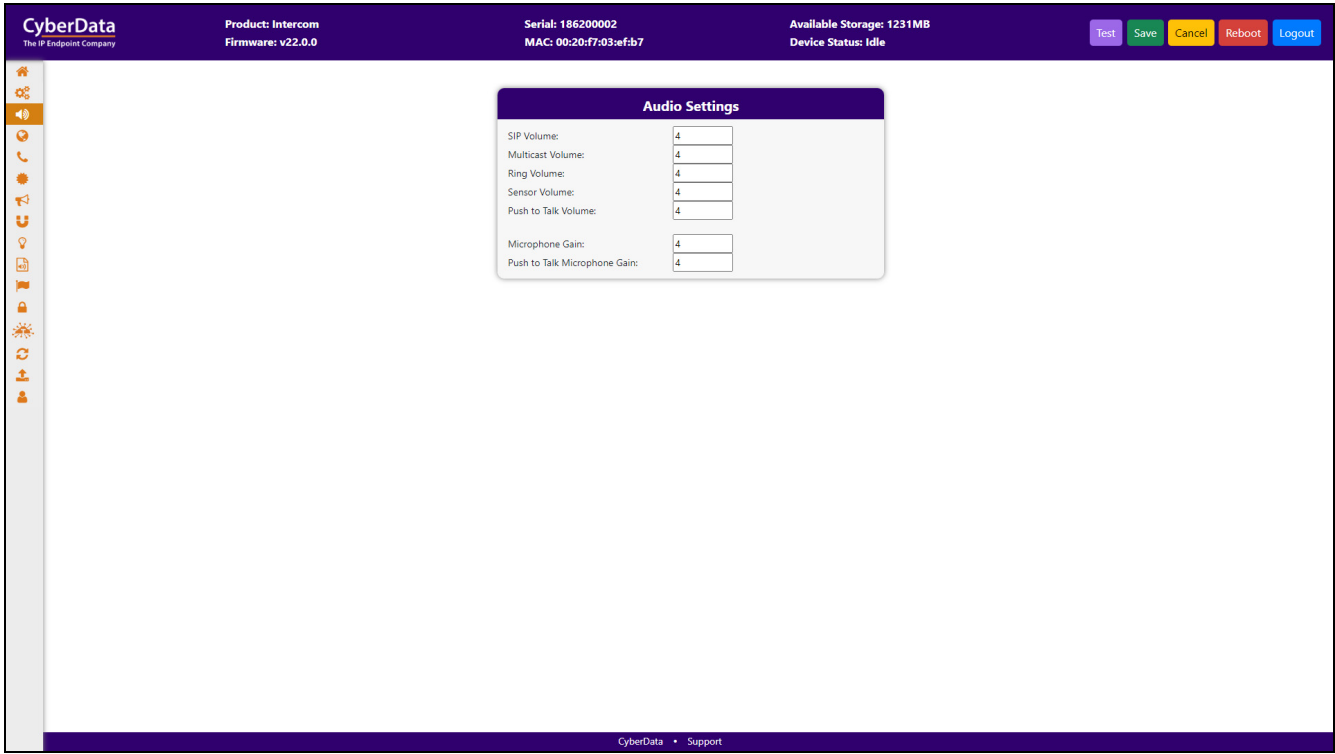 CyberData
The IP Endpoint Company
Product: Intercom
Firmware: v22.0.0
Serial: 186200002
MAC: 00:20:f7:03:ef:b7
Available Storage: 1231MB
Device Status: Idle
Test Save Cancel Reboot Logout
Audio Settings
SIP Volume: 4
Multicast Volume: 4
Ring Volume: 4
Sensor Volume: 4
Push to Talk Volume: 4
Microphone Gain: 4
Push to Talk Microphone Gain: 4
CyberData • Support